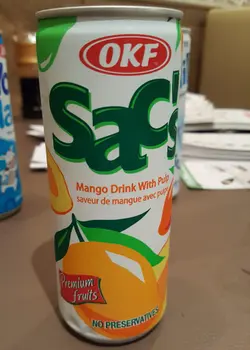 OKF
Sac's
Mango Drink With Pulp
saveur de mangue avec pulpe
Premium
fruits
NO PRESERVATIVES